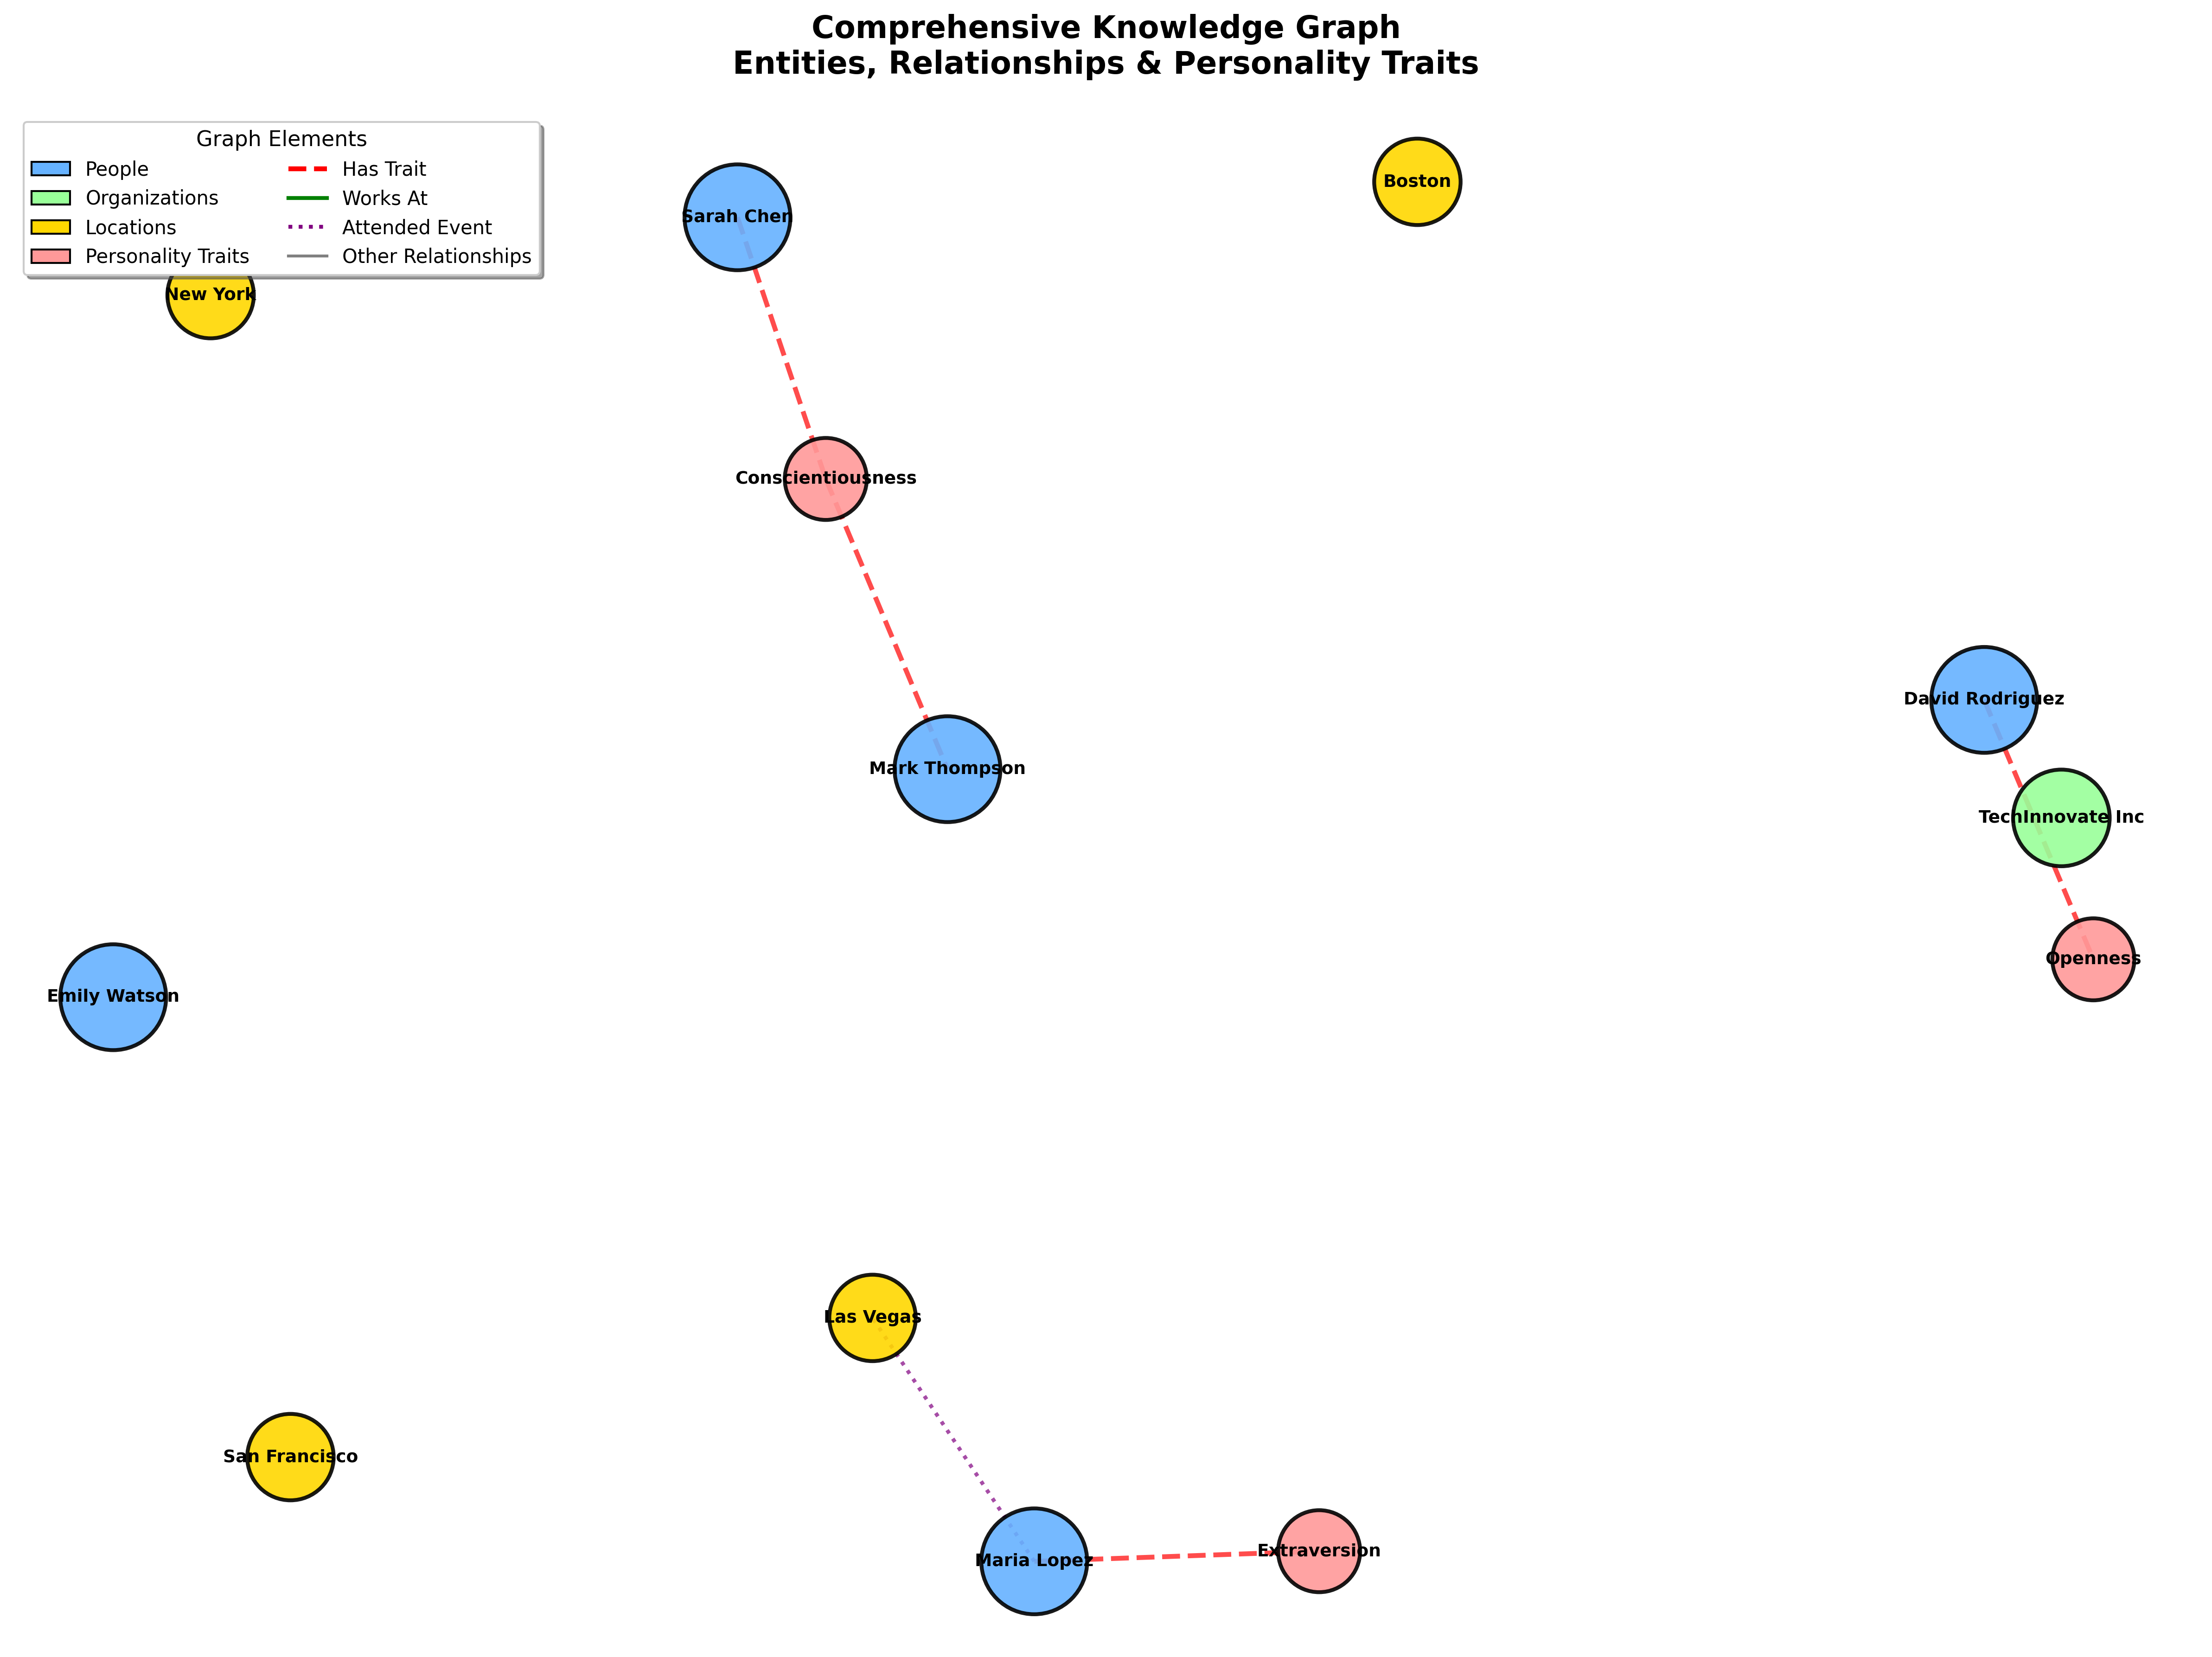 Comprehensive Knowledge Graph
Entities, Relationships & Personality Traits
Graph Elements
People
Organizations
Locations
Personality Traits
Has Trait
Works At
Attended Event
Other Relationships
Boston
Sarah Chen
New York
Conscientiousness
David Rodriguez
Mark Thompson
TechInnovate Inc
Openness
Emily Watson
Las Vegas
San Francisco
Extraversion
Maria Lopez